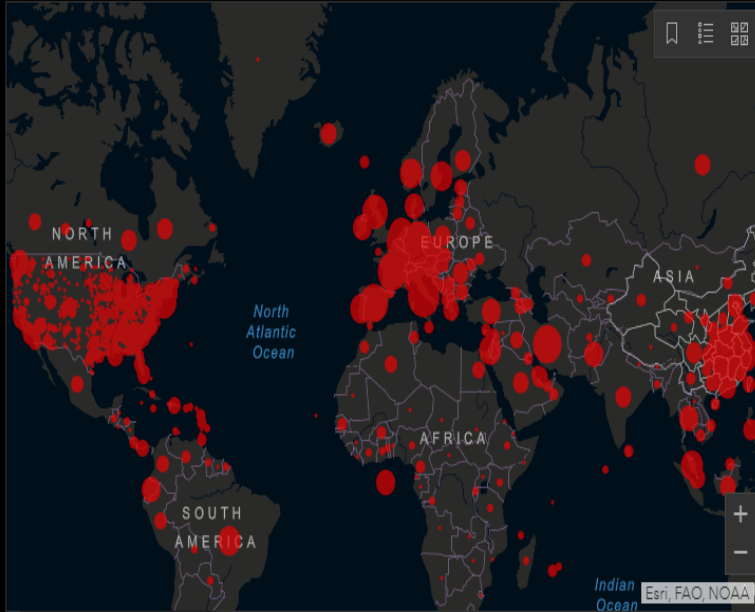 NORTH
AMERICA
EUROPE
ASIA
North
Atlantic
Ocean
AFRICA
SOUTH
AMERICA
+
−
Indian
Ocean
Esri, FAO, NOAA